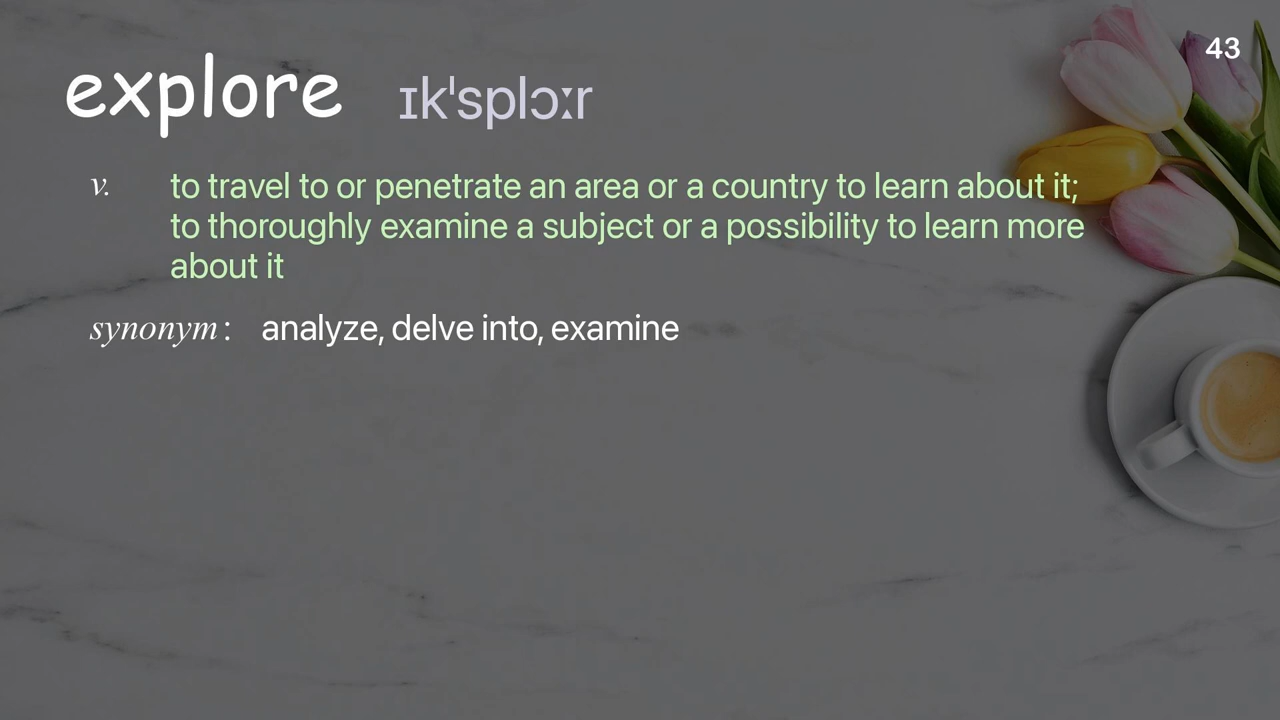 43
explore ɪkˈsplɔːr
v. to travel to or penetrate an area or a country to learn about it;
to thoroughly examine a subject or a possibility to learn more
about it
synonym: analyze, delve into, examine